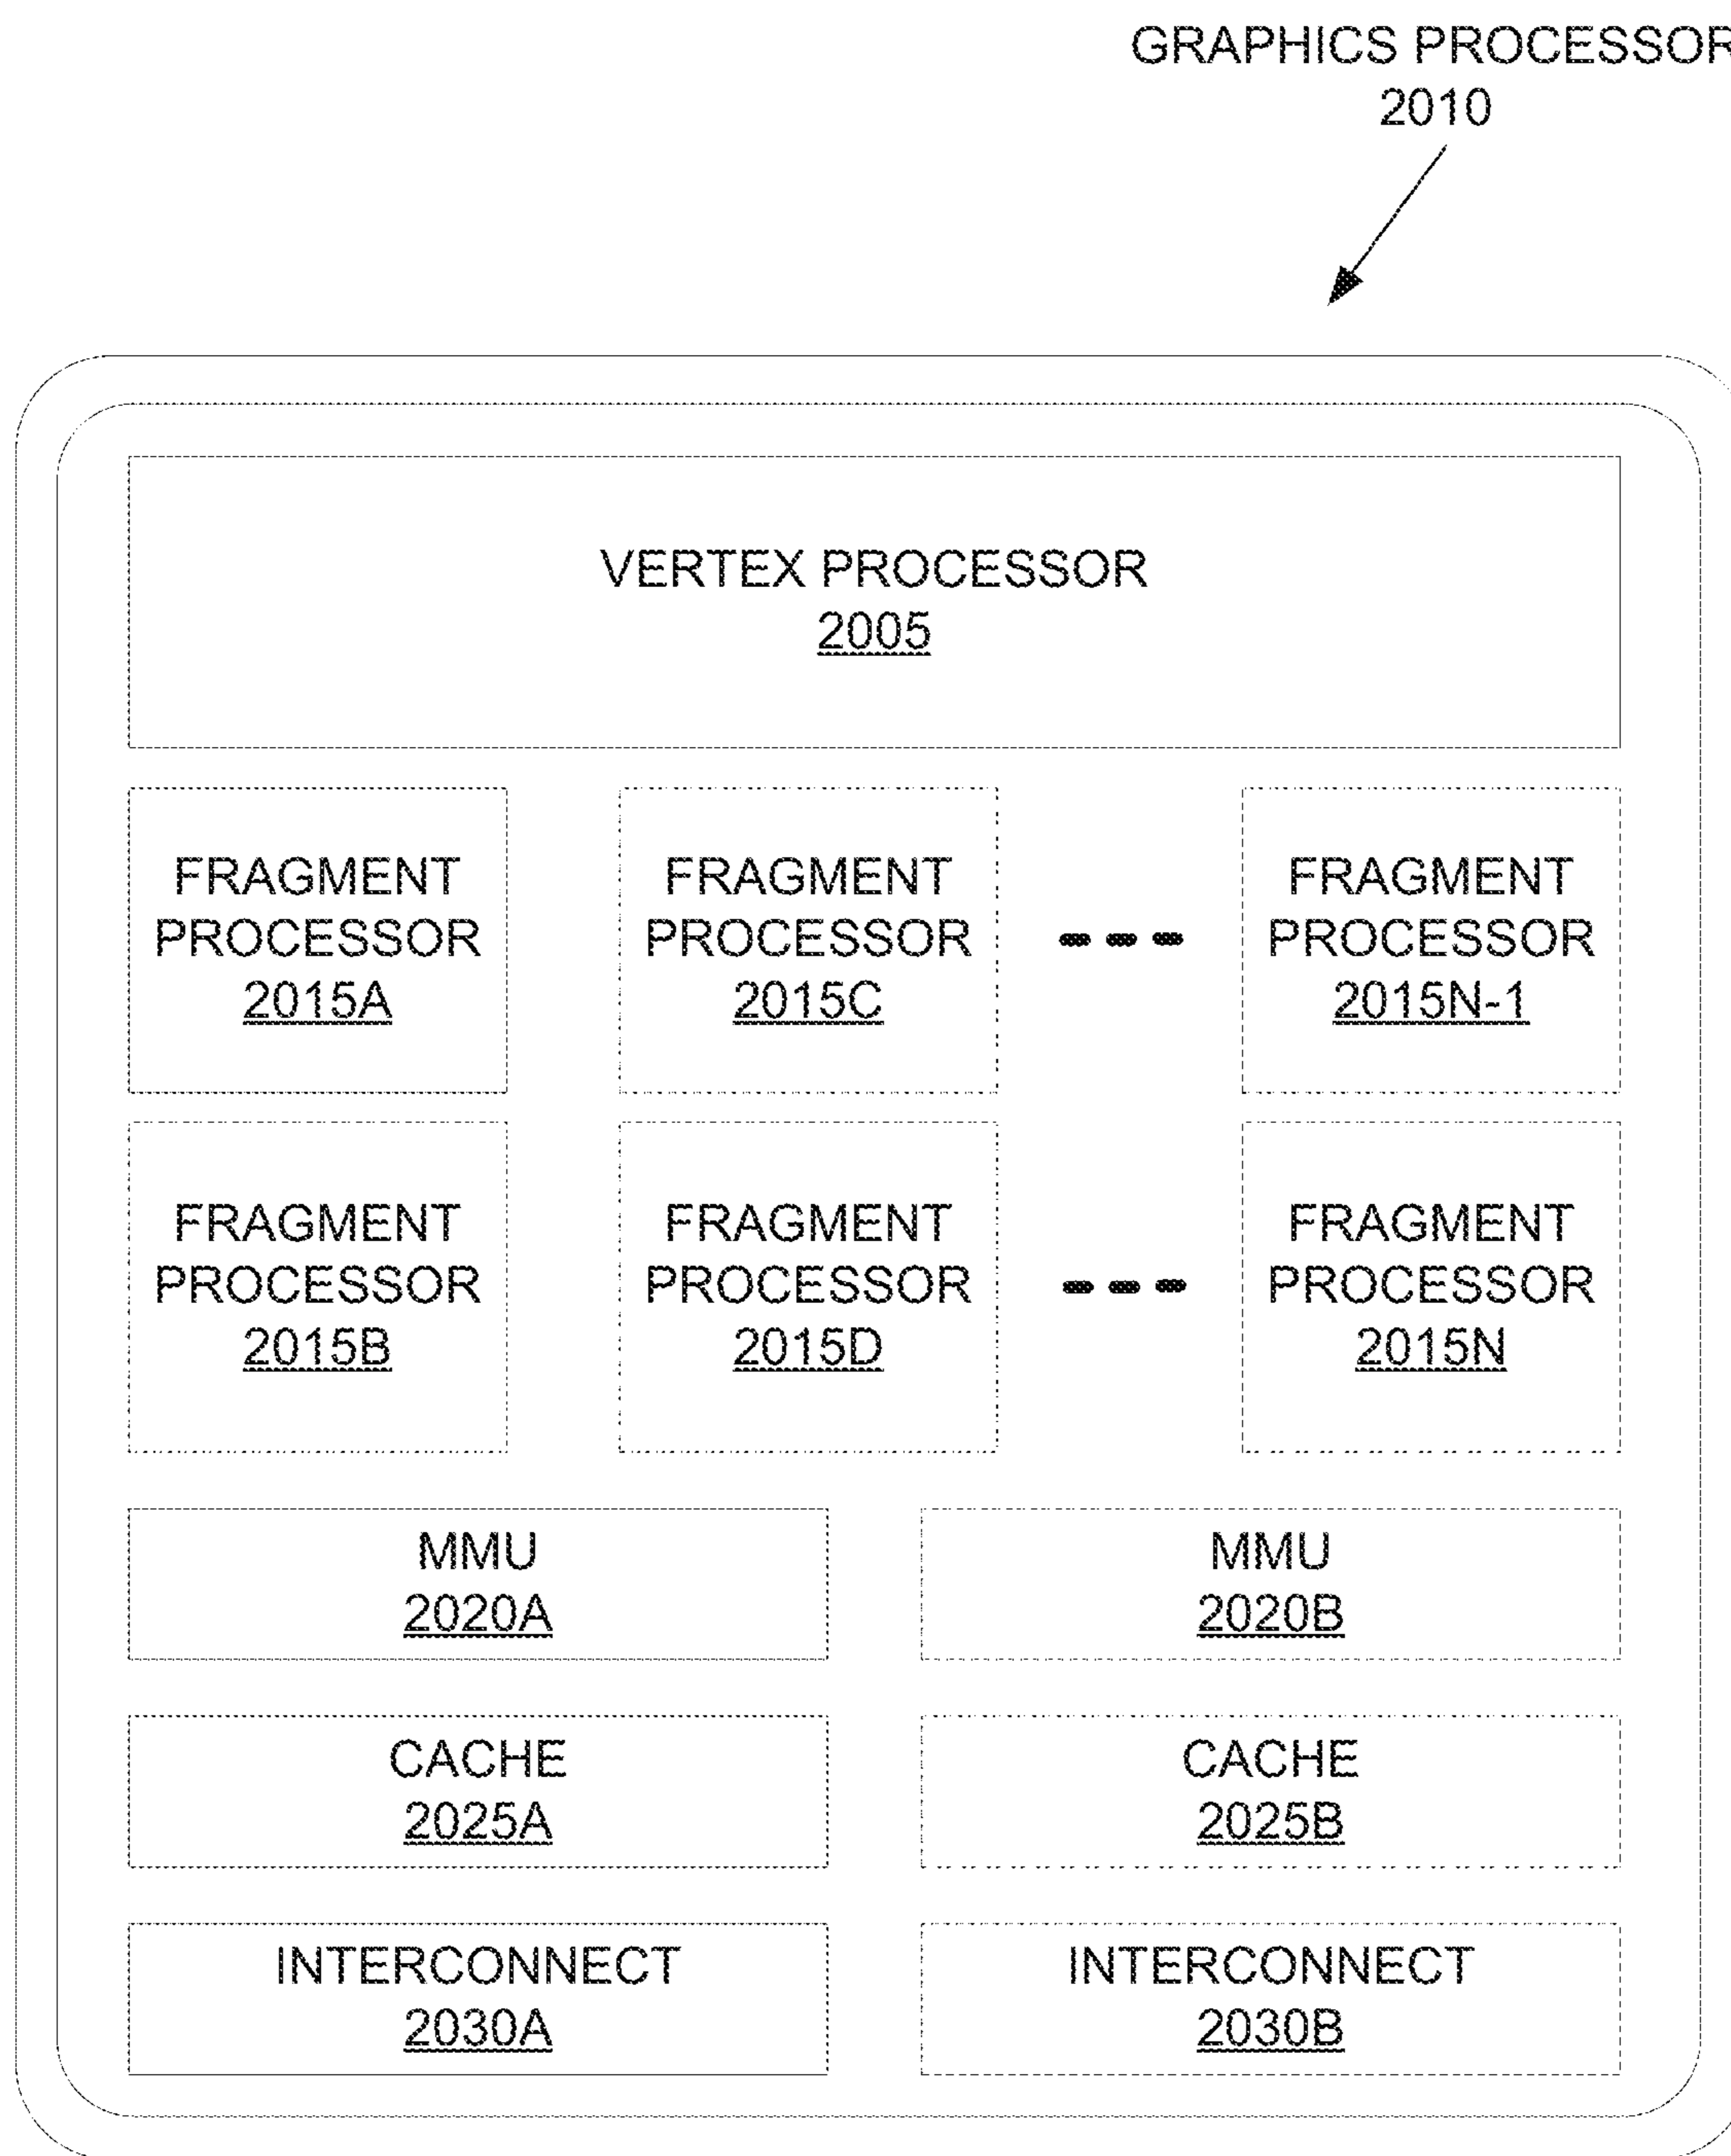 GRAPHICS PROCESSOR
2010
VERTEX PROCESSOR
2005
FRAGMENT
PROCESSOR
2015A
FRAGMENT
PROCESSOR
2015C
FRAGMENT
PROCESSOR
2015N-1
FRAGMENT
PROCESSOR
2015B
FRAGMENT
PROCESSOR
2015D
FRAGMENT
PROCESSOR
2015N
MMU
2020A
MMU
2020B
CACHE
2025A
CACHE
2025B
INTERCONNECT
2030A
INTERCONNECT
2030B